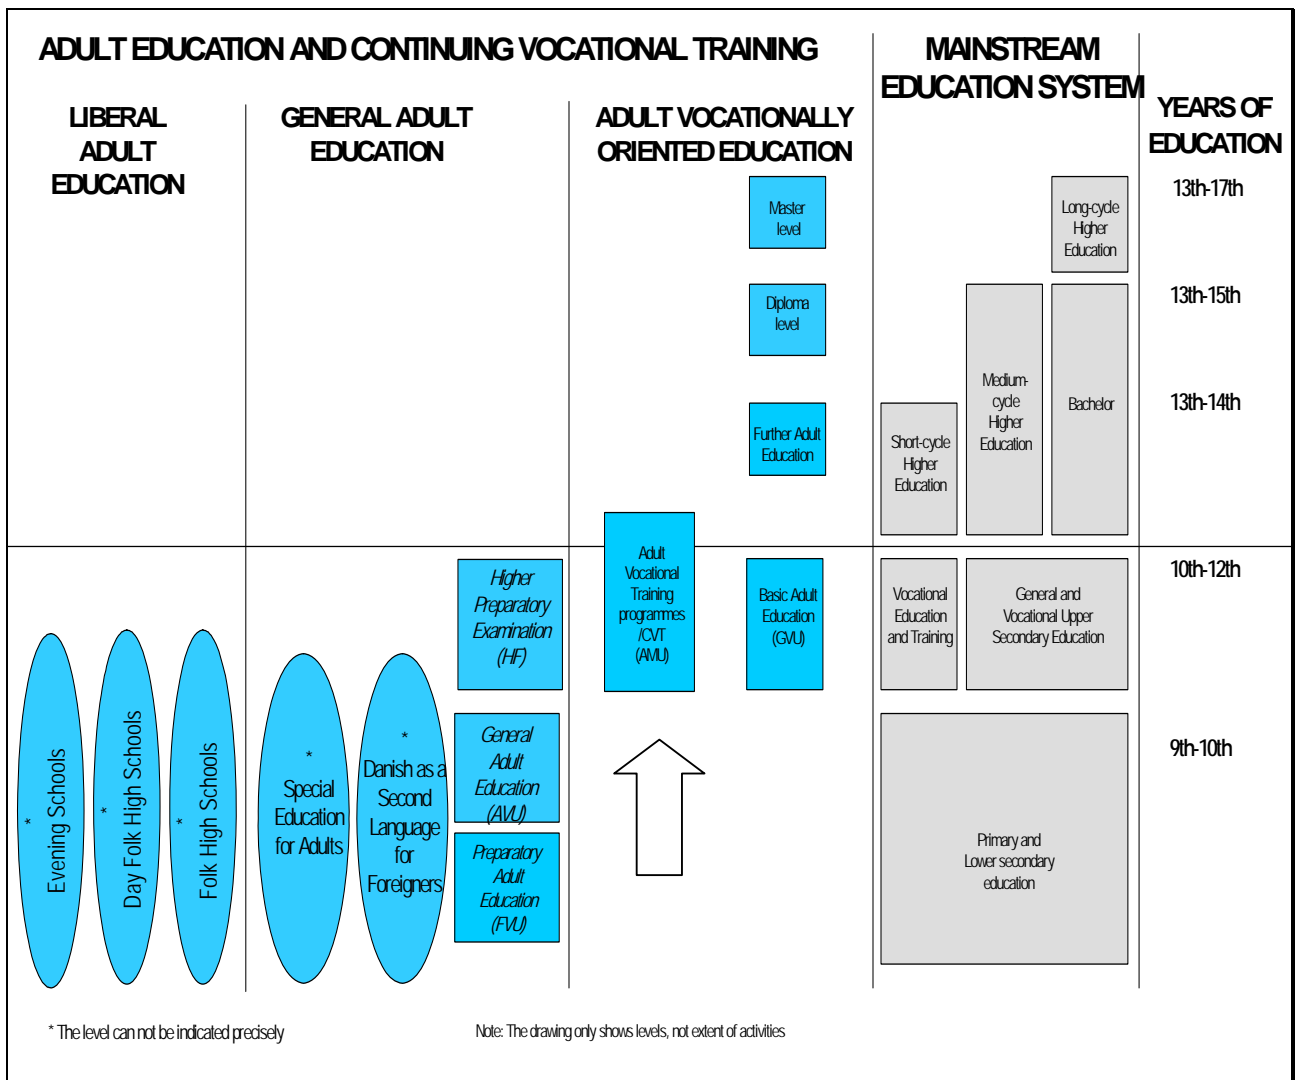 ADULT EDUCATION AND CONTINUING VOCATIONAL TRAINING
MAINSTREAM
EDUCATION SYSTEM
YEARS OF
EDUCATION
LIBERAL
ADULT
EDUCATION
GENERAL ADULT
EDUCATION
ADULT VOCATIONALLY
ORIENTED EDUCATION
Master
level
Long-cycle
Higher
Education
13th-17th
Diploma
level
13th-15th
Medium-
cycle
Higher
Education
Bachelor
13th-14th
Further Adult
Education
Short-cycle
Higher
Education
Higher
Preparatory
Examination
(HF)
Adult
Vocational
Training
programmes
/CVT
(AMU)
Basic Adult
Education
(GVU)
Vocational
Education
and Training
General and
Vocational Upper
Secondary Education
10th-12th
* Evening Schools
* Day Folk High Schools
* Folk High Schools
*
Special
Education
for Adults
*
Danish as a
Second
Language for
for
Foreigners
General
Adult
Education
(AVU)
Preparatory
Adult
Education
(FVU)
9th-10th
Primary and
Lower secondary
education
* The level can not be indicated precisely
Note: The drawing only shows levels, not extent of activities